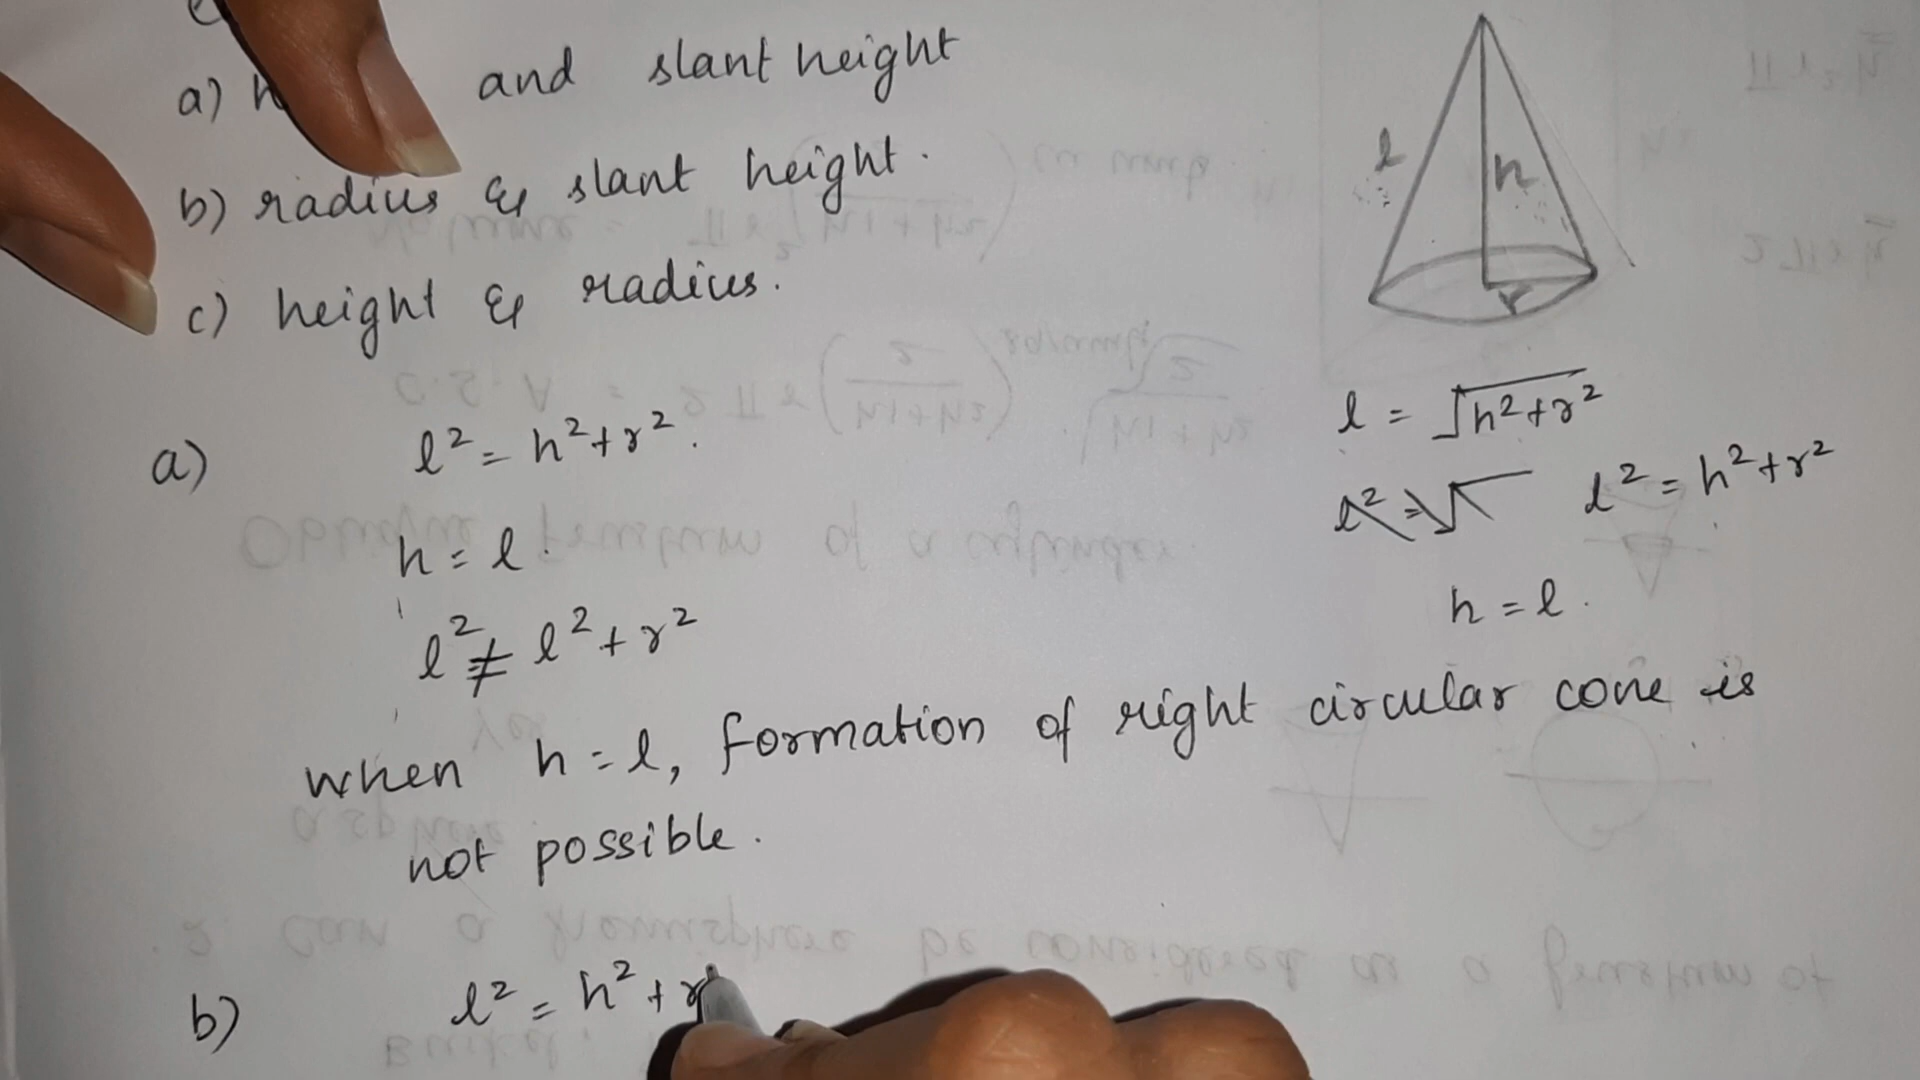 a) h and slant height
b) radius & slant height.
c) height & radius.
l
h
r
l = √h²+r²
l² = √
l² = h²+r²
h = l.
a) l² = h²+r².
h = l.
l² ≠ l²+r²
when h = l, formation of right circular cone is
not possible.
b) l² = h²+r